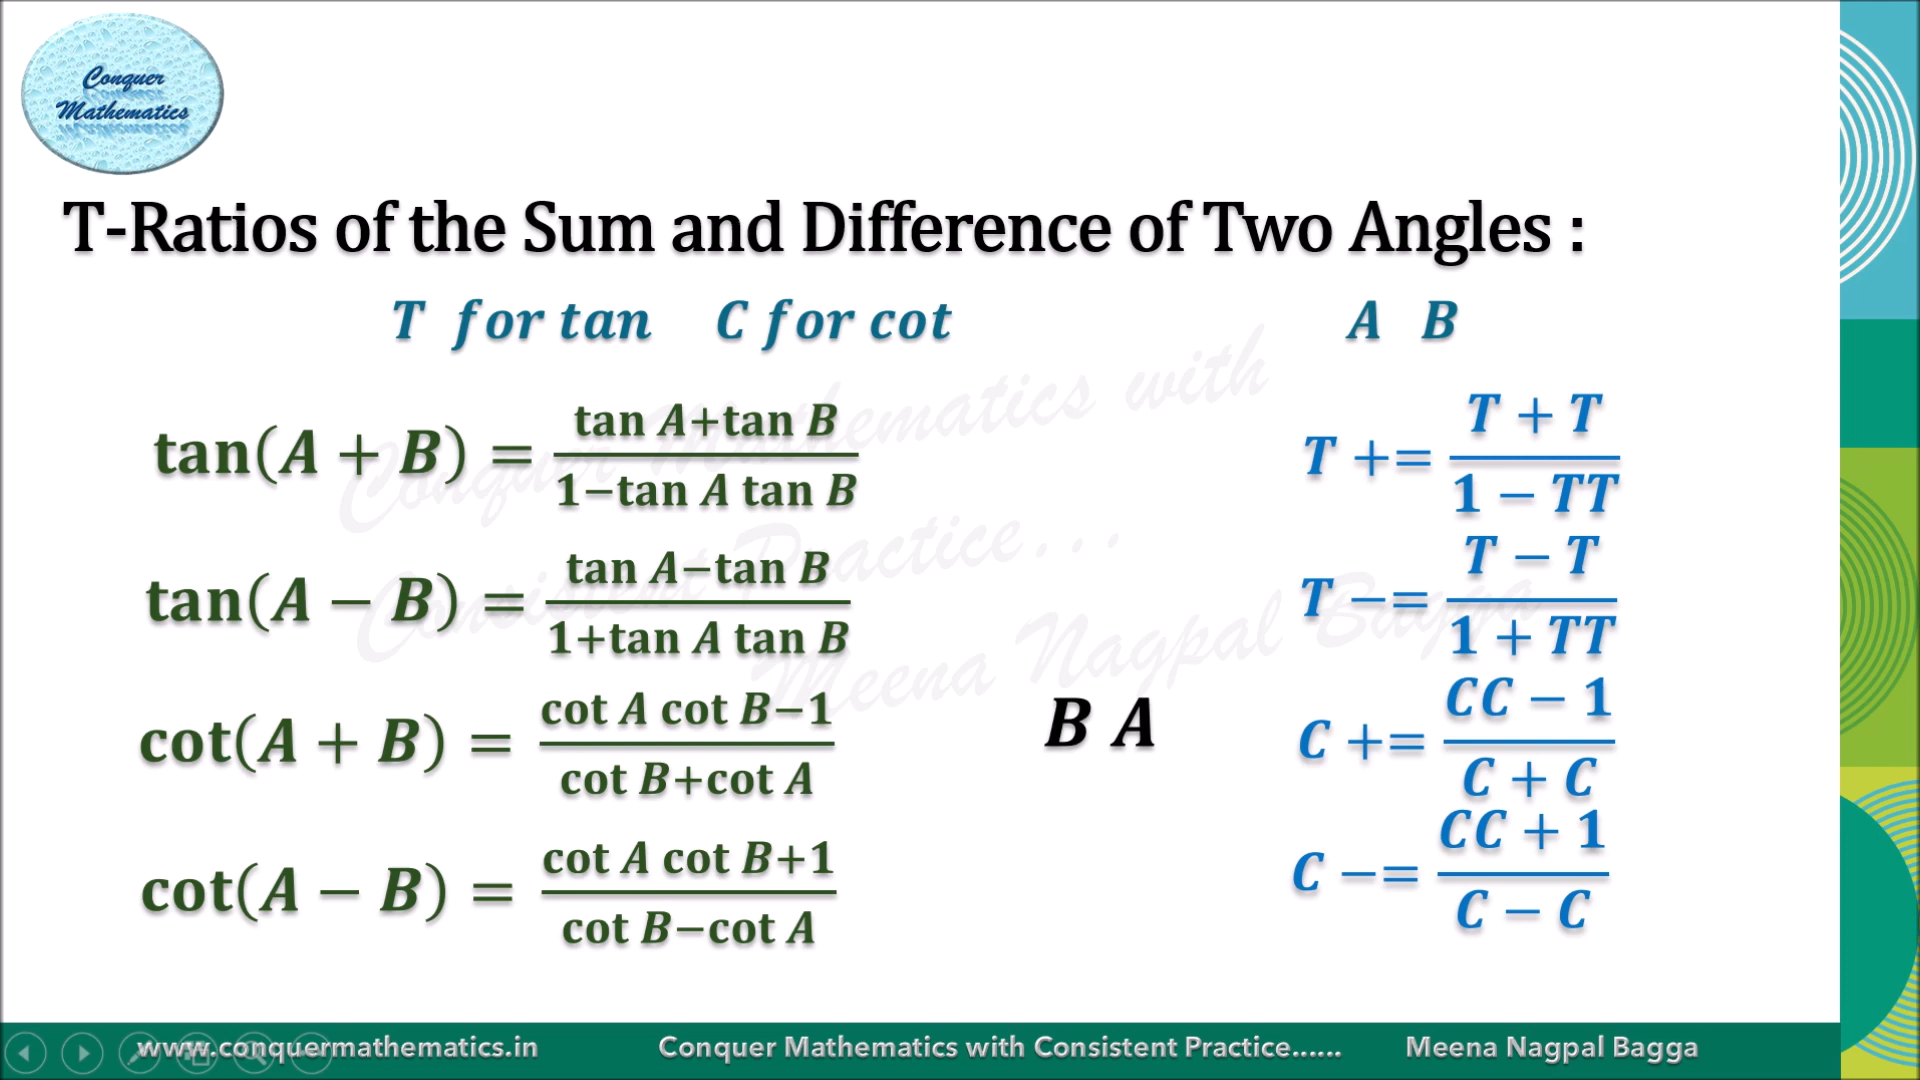 Conquer
Mathematics
T-Ratios of the Sum and Difference of Two Angles :
T for tan C for cot A B
tan(A + B) = (tan A+tan B)/(1−tan A tan B)
T += (T + T)/(1 − TT)
tan(A − B) = (tan A−tan B)/(1+tan A tan B)
T −= (T − T)/(1 + TT)
cot(A + B) = (cot A cot B−1)/(cot B+cot A)
B A
C += (CC − 1)/(C + C)
cot(A − B) = (cot A cot B+1)/(cot B−cot A)
C −= (CC + 1)/(C − C)
Conquer Mathematics with
Consistent Practice...
Meena Nagpal Bagga
www.conquermathematics.in Conquer Mathematics with Consistent Practice...... Meena Nagpal Bagga